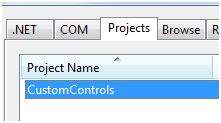 .NET COM Projects Browse R
Project Name
CustomControls